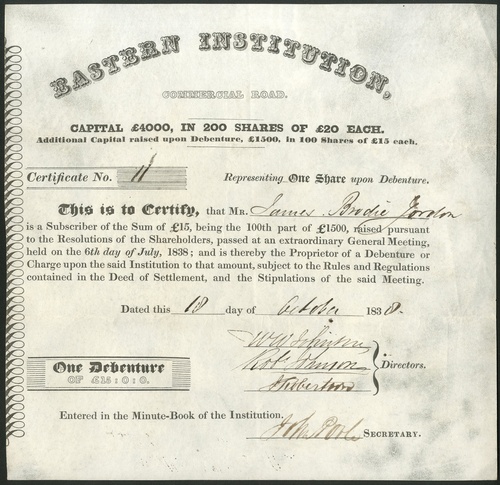 EASTERN INSTITUTION,
COMMERCIAL ROAD.
CAPITAL £4000, IN 200 SHARES OF £20 EACH.
Additional Capital raised upon Debenture, £1500, in 100 Shares of £15 each.
Certificate No. 11 Representing One Share upon Debenture.
This is to Certify, that Mr. James Brodie Gordon
is a Subscriber of the Sum of £15, being the 100th part of £1500, raised pursuant
to the Resolutions of the Shareholders, passed at an extraordinary General Meeting,
held on the 6th day of July, 1838; and is thereby the Proprietor of a Debenture or
Charge upon the said Institution to that amount, subject to the Rules and Regulations
contained in the Deed of Settlement, and the Stipulations of the said Meeting.
Dated this 18 day of October 1838.
Johnson
Robt Johnson
Directors.
J Robertson
One Debenture
OF £15:0:0.
Entered in the Minute-Book of the Institution.
John Poole SECRETARY.